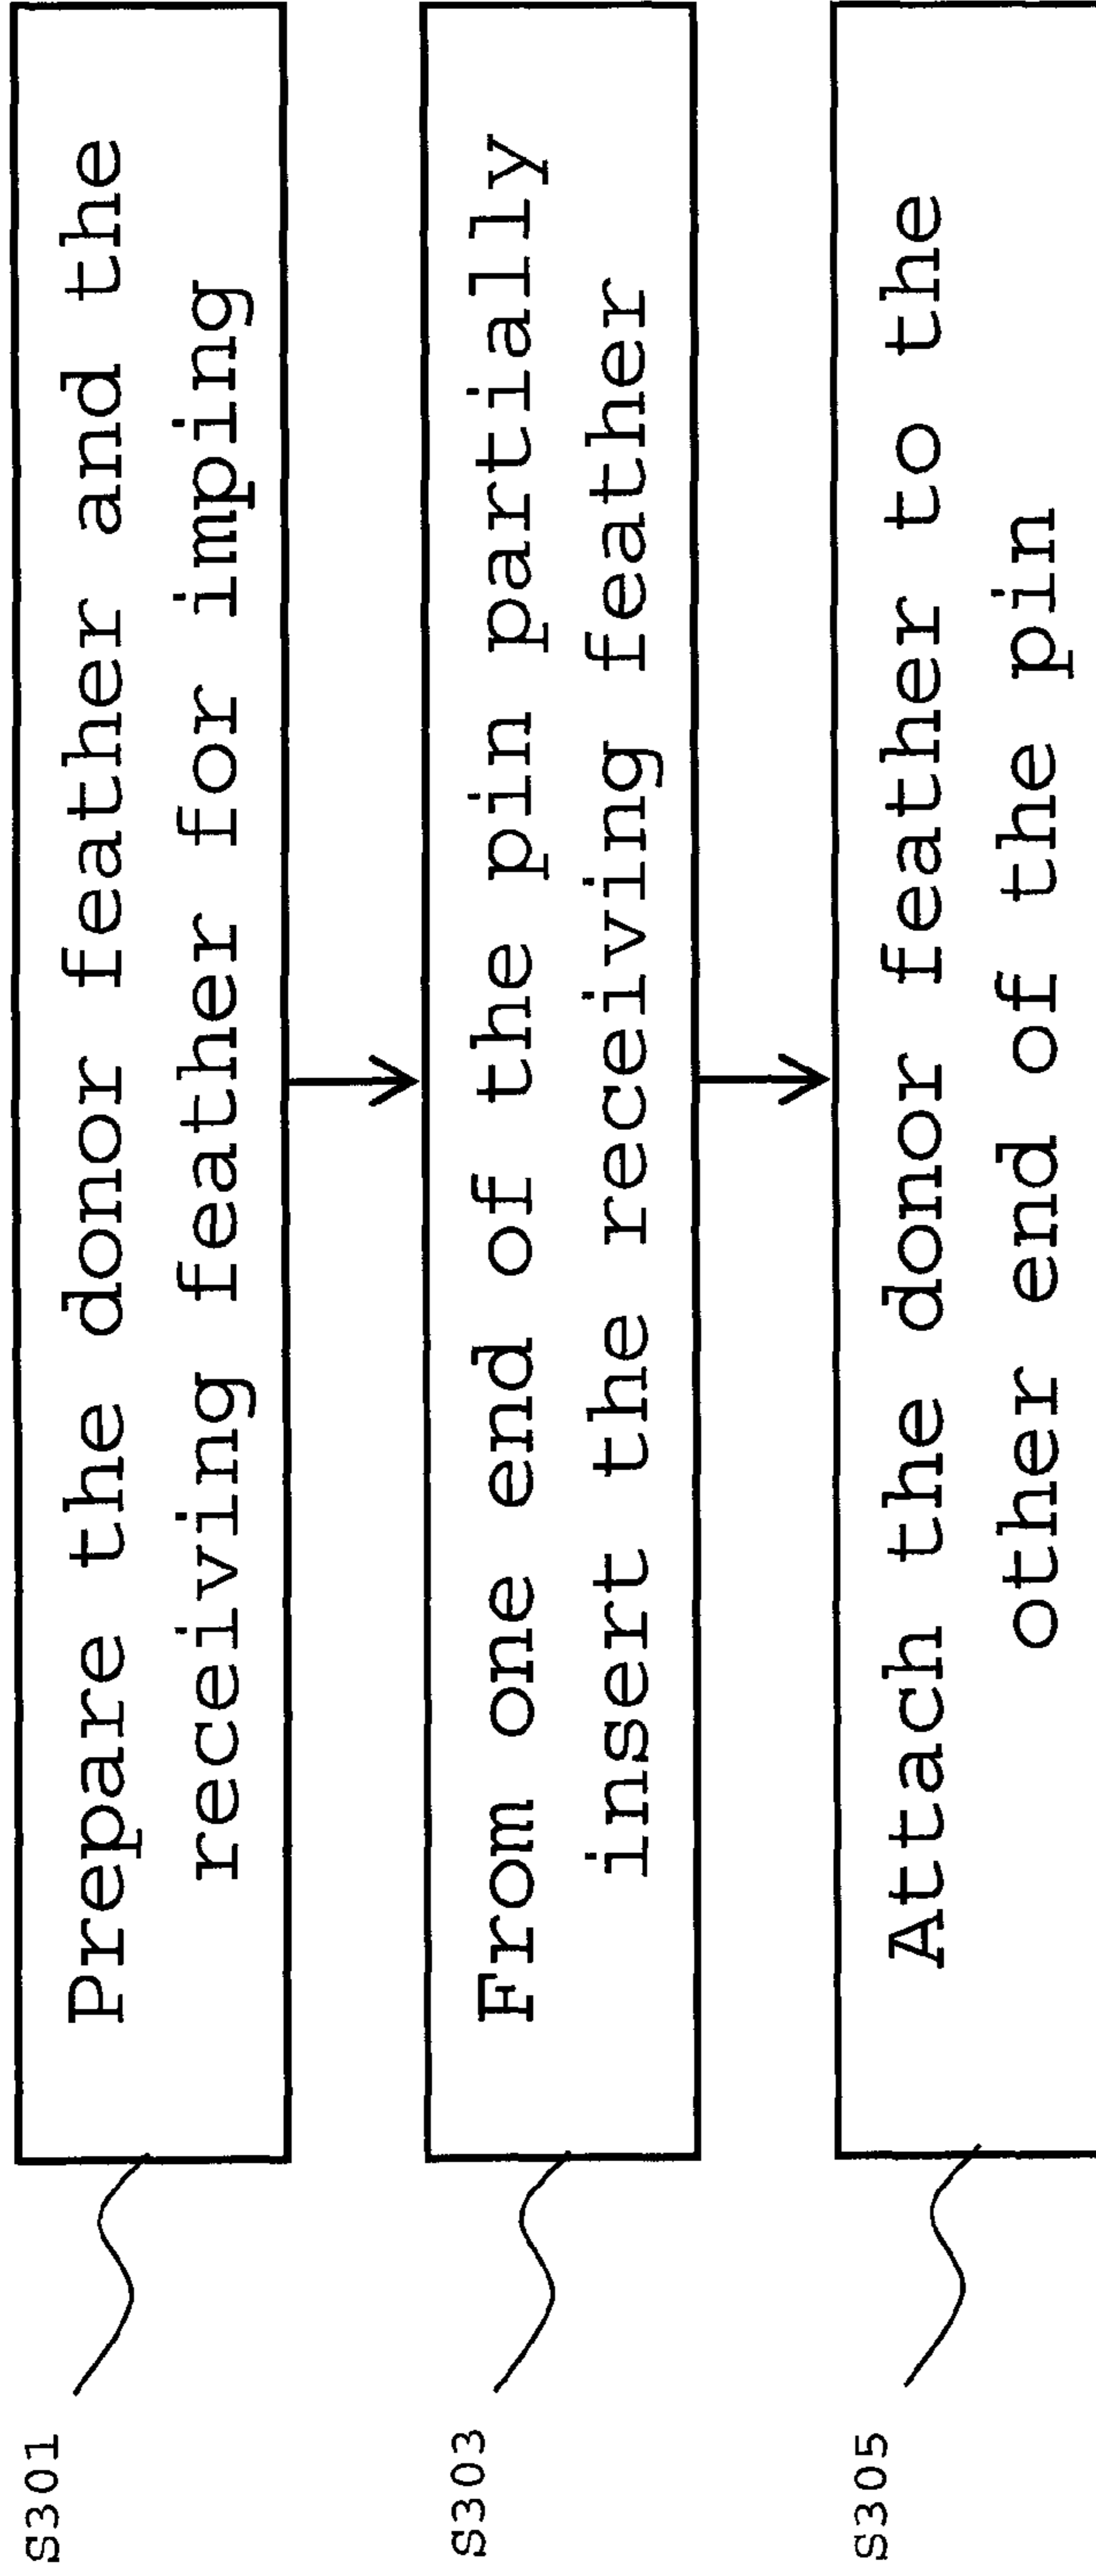 S301
Prepare the donor feather and the
receiving feather for imping
S303
From one end of the pin partially
insert the receiving feather
S305
Attach the donor feather to the
other end of the pin